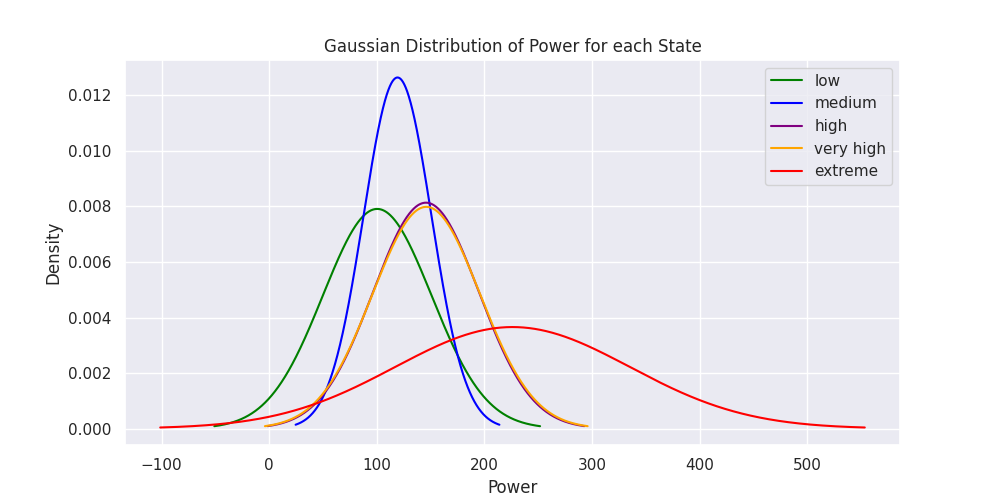 Gaussian Distribution of Power for each State
low
medium
high
very high
extreme
0.012
0.010
0.008
0.006
0.004
0.002
0.000
Density
−100 0 100 200 300 400 500
Power